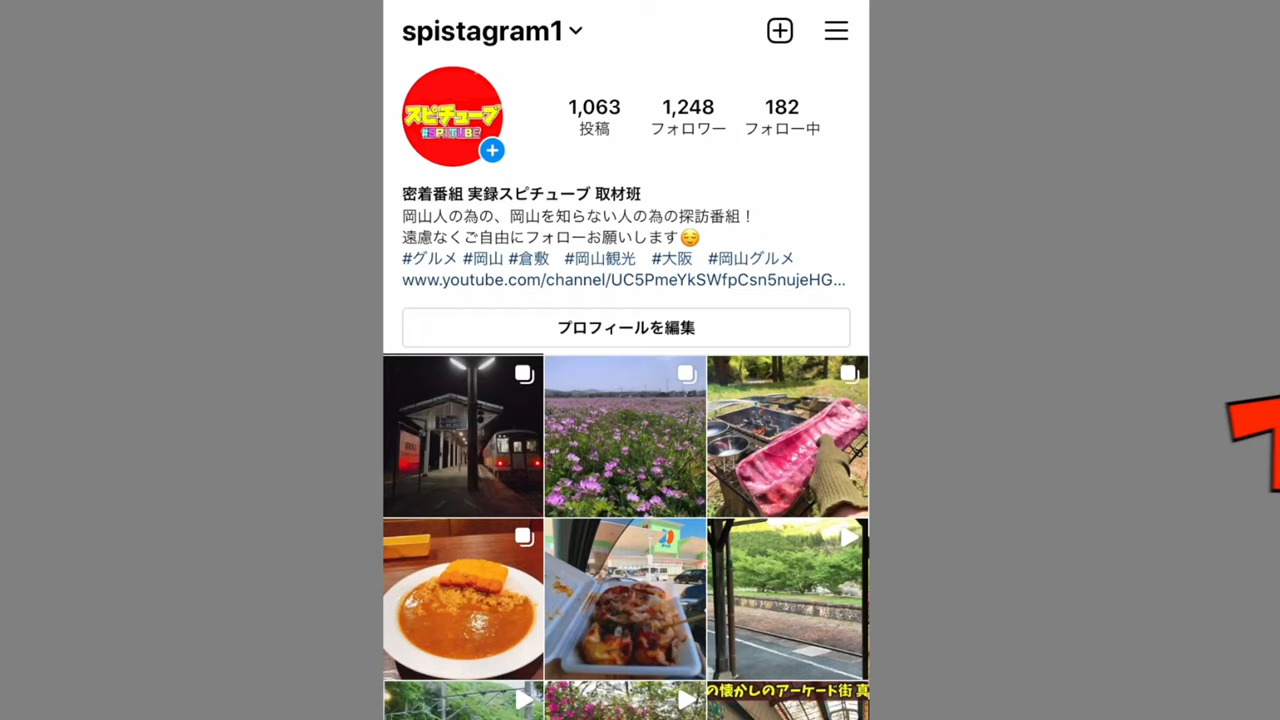 spistagram1
スピチューブ
#SPITUBE
1,063
投稿
1,248
フォロワー
182
フォロー中
密着番組 実録スピチューブ 取材班
岡山人の為の、岡山を知らない人の為の探訪番組！
遠慮なくご自由にフォローお願いします😌
#グルメ #岡山 #倉敷　#岡山観光　#大阪　#岡山グルメ
www.youtube.com/channel/UC5PmeYkSWfpCsn5nujeHG...
プロフィールを編集
の懐かしのアーケード街 真